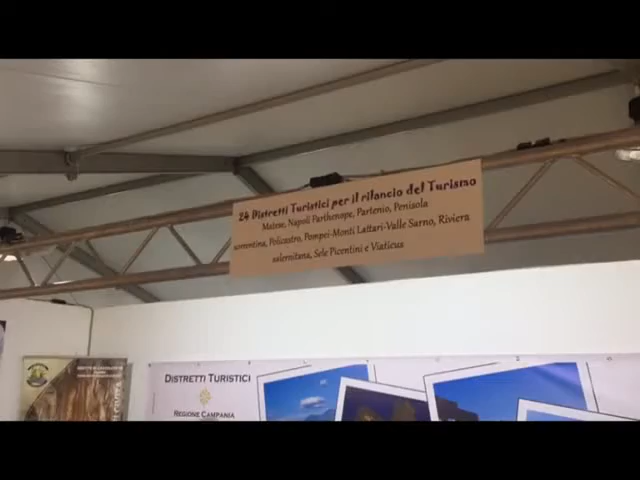 24 Distretti Turistici per il rilancio del Turismo
Matese, Napoli Parthenope, Partenio, Penisola
sorrentina, Policastro, Pompei-Monti Lattari-Valle Sarno, Riviera
salernitana, Sele Picentini e Viaticus
DISTRETTI TURISTICI
REGIONE CAMPANIA